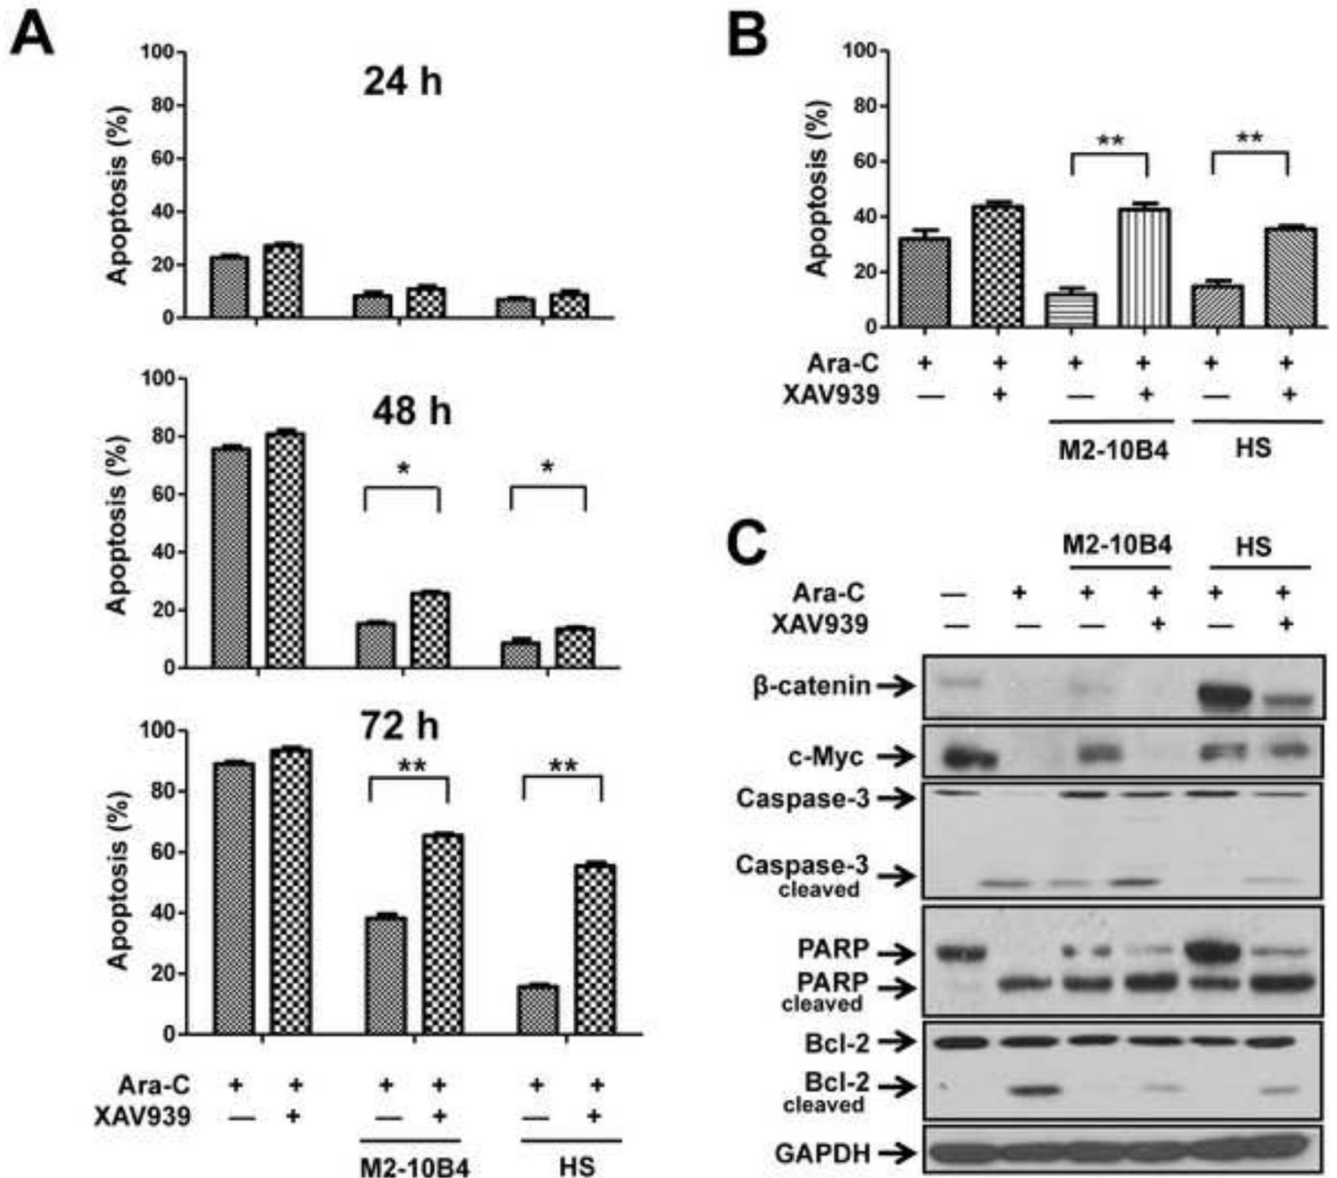 A
24 h
Apoptosis (%)
100
80
60
40
20
0
48 h
* *
Apoptosis (%)
100
80
60
40
20
0
72 h
** **
Apoptosis (%)
100
80
60
40
20
0
Ara-C + + + + + +
XAV939 — + — + — +
M2-10B4 HS
B
Apoptosis (%)
100
80
60
40
20
0
** **
Ara-C + + + + + +
XAV939 — + — + — +
M2-10B4 HS
C
M2-10B4 HS
Ara-C — + + + + +
XAV939 — — — + — +
β-catenin
c-Myc
Caspase-3
Caspase-3
cleaved
PARP
PARP
cleaved
Bcl-2
Bcl-2
cleaved
GAPDH